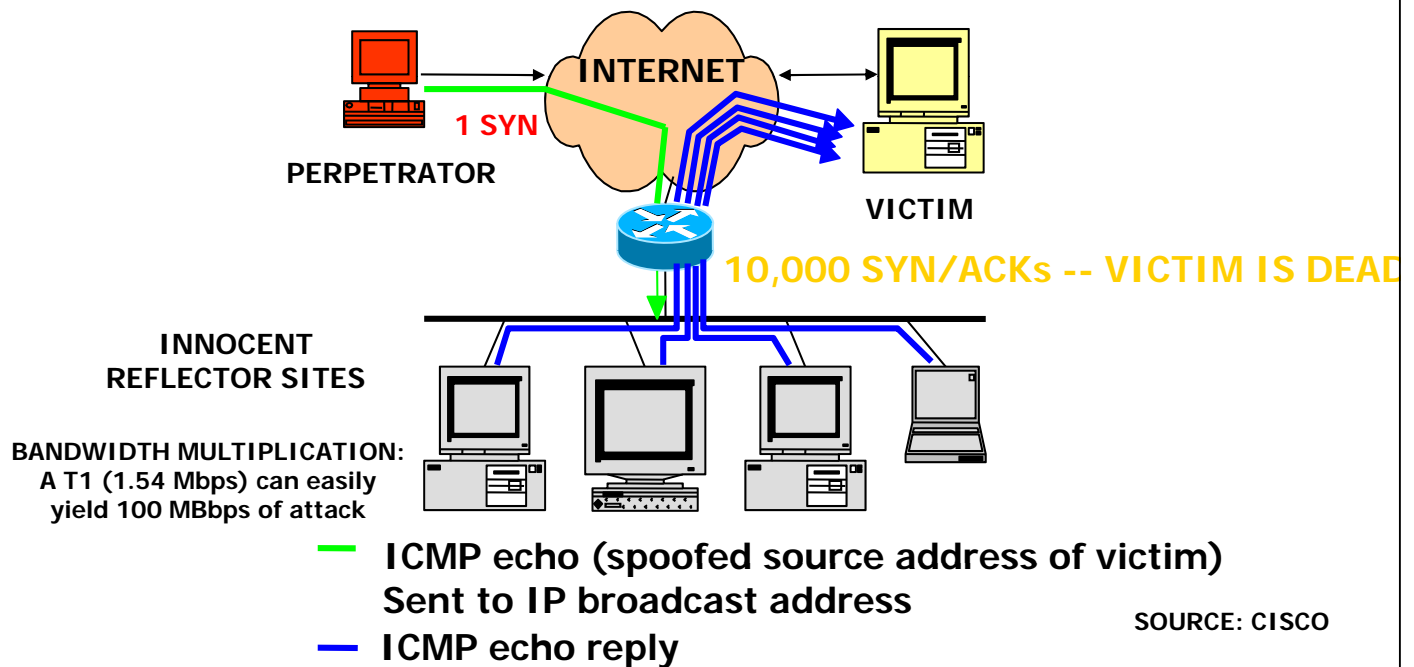 INTERNET
1 SYN
PERPETRATOR
VICTIM
10,000 SYN/ACKs -- VICTIM IS DEAD
INNOCENT
REFLECTOR SITES
BANDWIDTH MULTIPLICATION:
A T1 (1.54 Mbps) can easily
yield 100 MBbps of attack
ICMP echo (spoofed source address of victim)
Sent to IP broadcast address
ICMP echo reply
SOURCE: CISCO